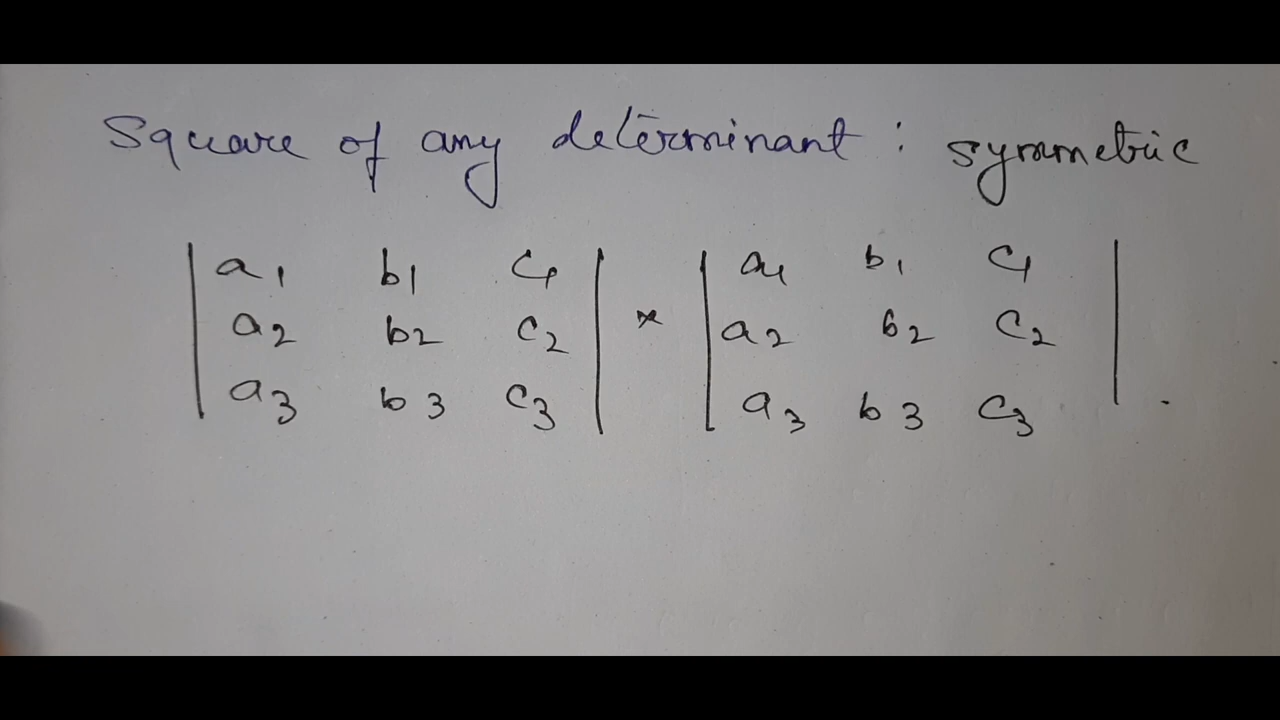 Square of any determinant : symmetric
| a1 b1 c1 | × | a1 b1 c1 |
| a2 b2 c2 | | a2 b2 c2 |
| a3 b3 c3 | | a3 b3 c3 | .